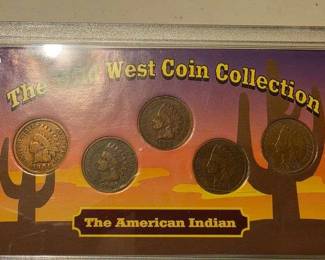 The West Coin Collection
The American Indian